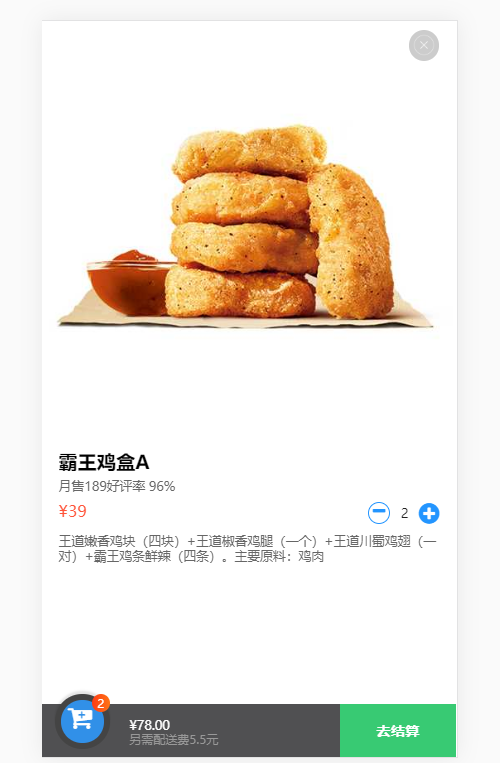 霸王鸡盒A
月售189好评率 96%
¥39
2
王道嫩香鸡块（四块）+王道椒香鸡腿（一个）+王道川蜀鸡翅（一
对）+霸王鸡条鲜辣（四条）。主要原料：鸡肉
2
¥78.00
另需配送费5.5元
去结算